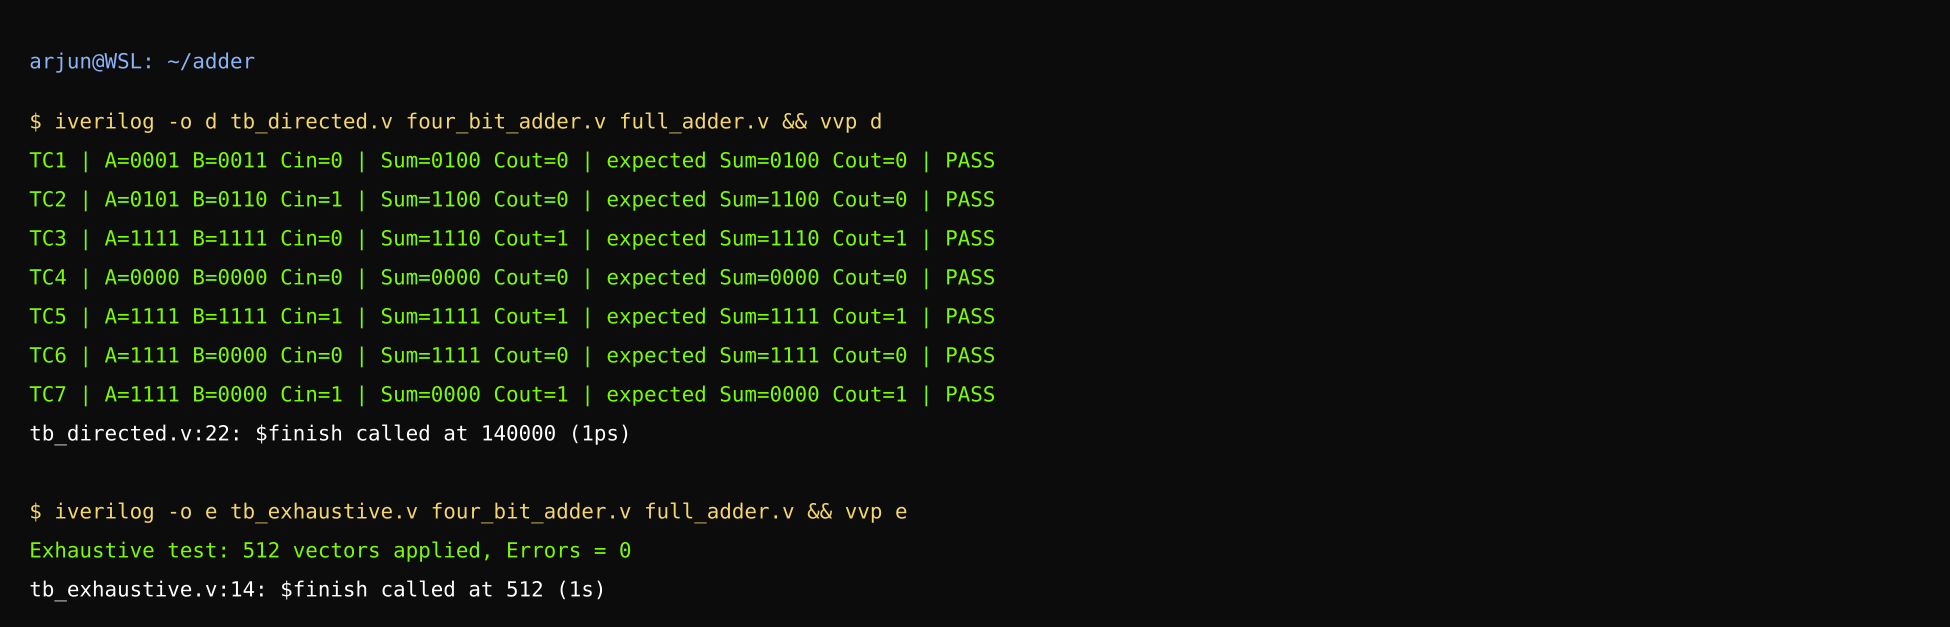 arjun@WSL: ~/adder
$ iverilog -o d tb_directed.v four_bit_adder.v full_adder.v && vvp d
TC1 | A=0001 B=0011 Cin=0 | Sum=0100 Cout=0 | expected Sum=0100 Cout=0 | PASS
TC2 | A=0101 B=0110 Cin=1 | Sum=1100 Cout=0 | expected Sum=1100 Cout=0 | PASS
TC3 | A=1111 B=1111 Cin=0 | Sum=1110 Cout=1 | expected Sum=1110 Cout=1 | PASS
TC4 | A=0000 B=0000 Cin=0 | Sum=0000 Cout=0 | expected Sum=0000 Cout=0 | PASS
TC5 | A=1111 B=1111 Cin=1 | Sum=1111 Cout=1 | expected Sum=1111 Cout=1 | PASS
TC6 | A=1111 B=0000 Cin=0 | Sum=1111 Cout=0 | expected Sum=1111 Cout=0 | PASS
TC7 | A=1111 B=0000 Cin=1 | Sum=0000 Cout=1 | expected Sum=0000 Cout=1 | PASS
tb_directed.v:22: $finish called at 140000 (1ps)
$ iverilog -o e tb_exhaustive.v four_bit_adder.v full_adder.v && vvp e
Exhaustive test: 512 vectors applied, Errors = 0
tb_exhaustive.v:14: $finish called at 512 (1s)